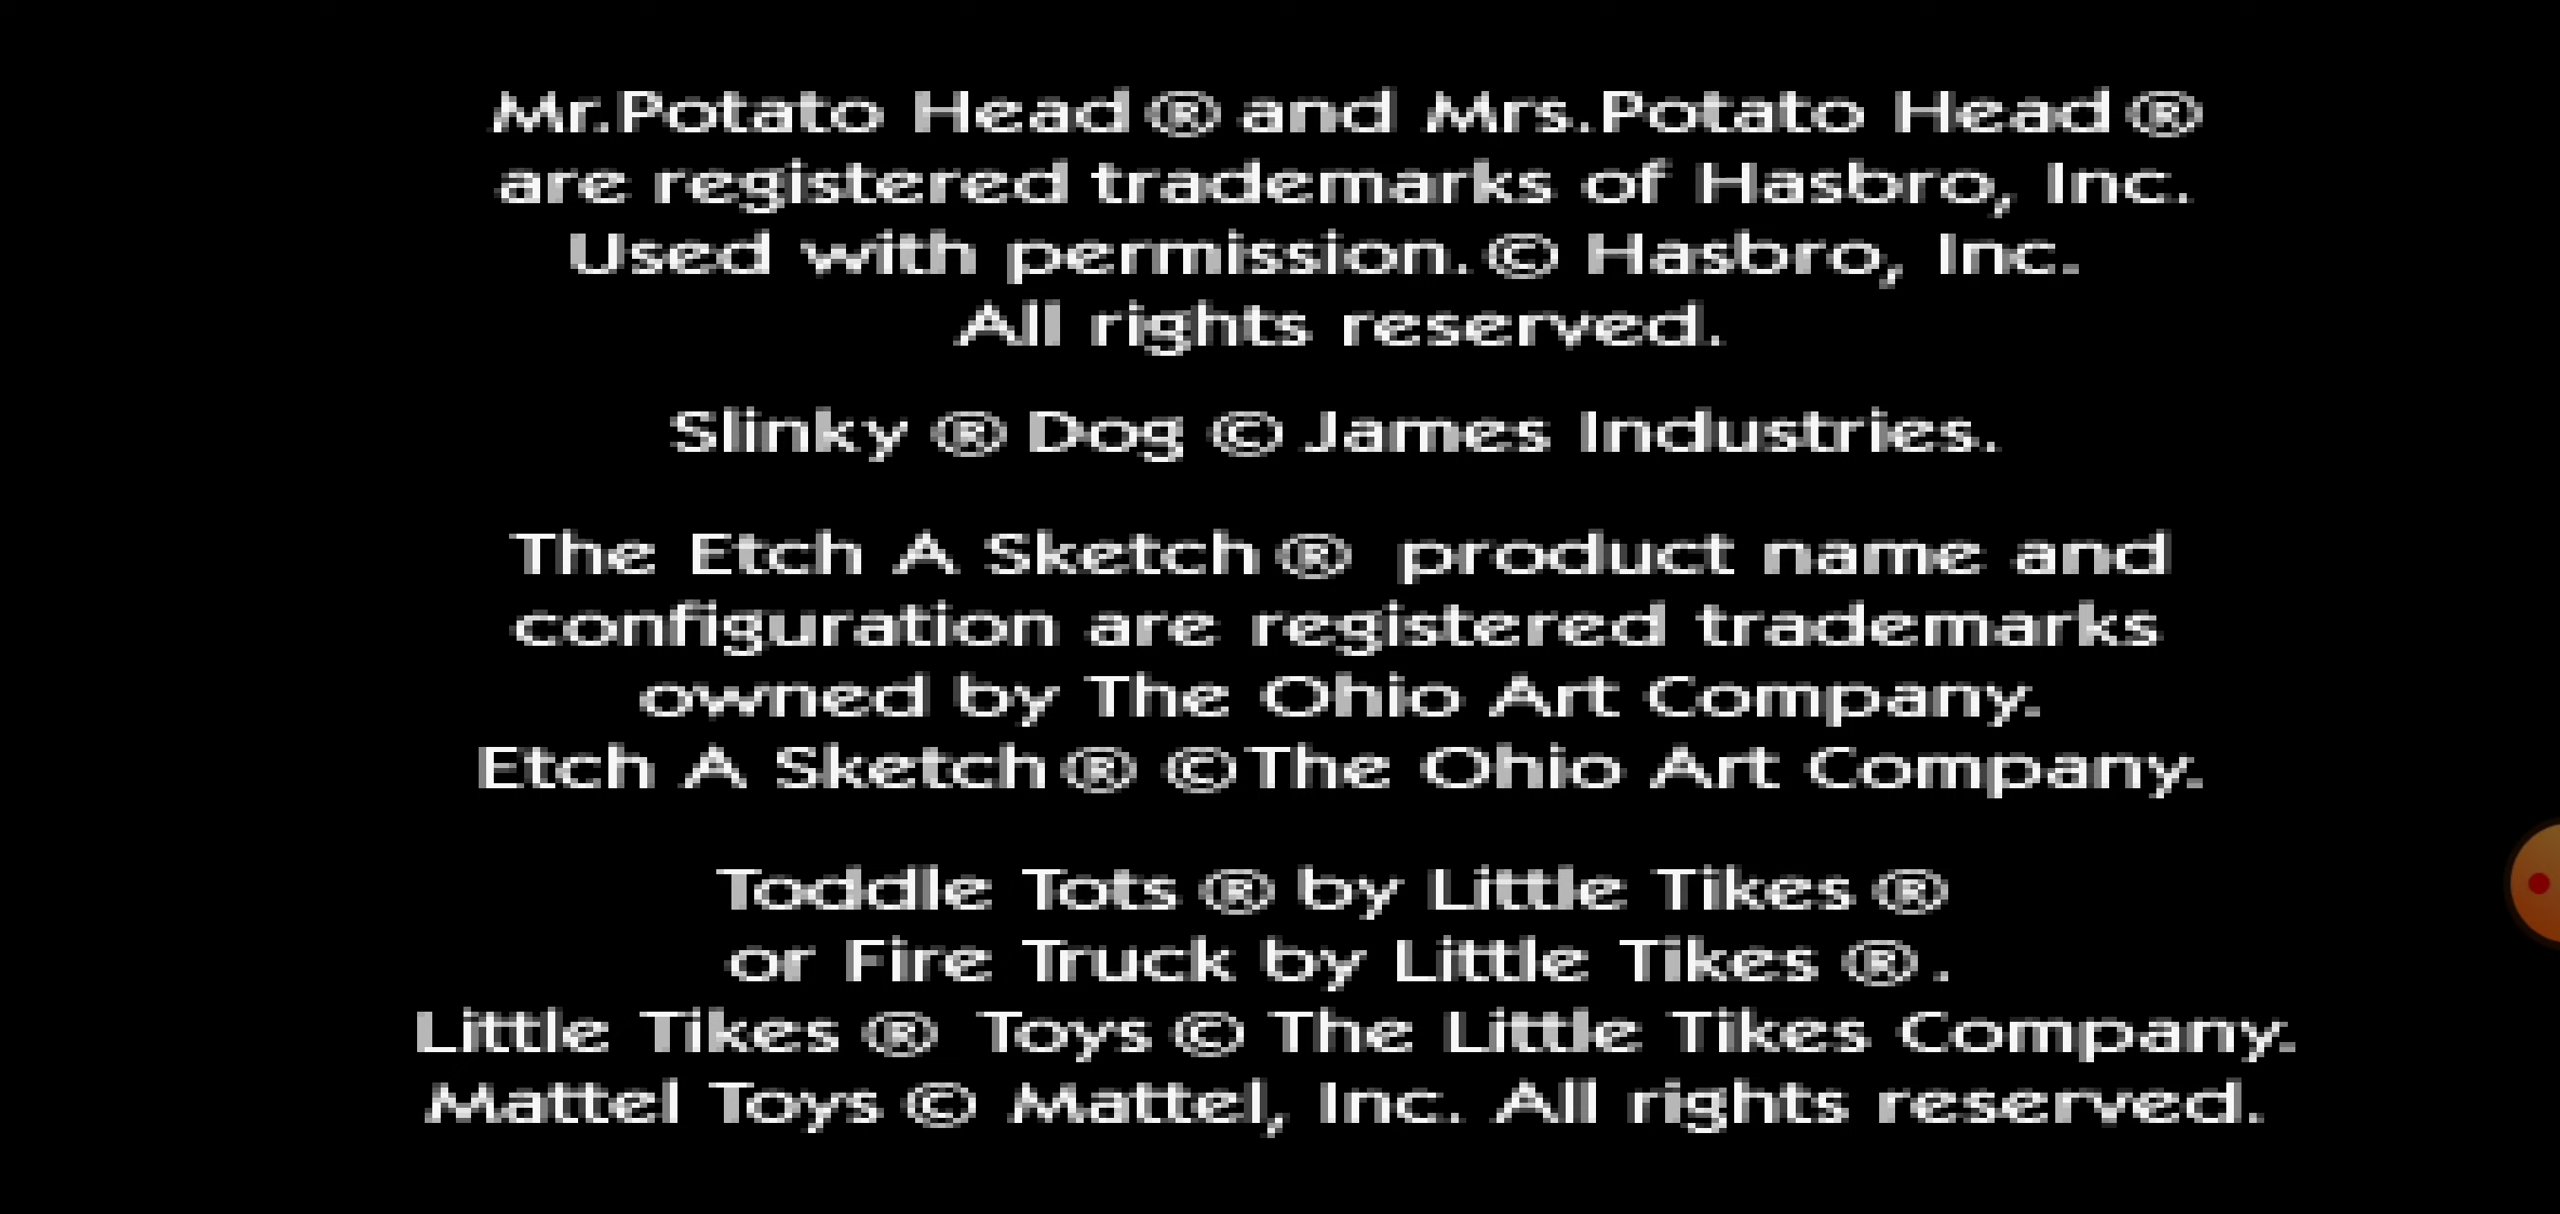 Mr.Potato Head® and Mrs.Potato Head®
are registered trademarks of Hasbro, Inc.
Used with permission.© Hasbro, Inc.
All rights reserved.
Slinky ® Dog © James Industries.
The Etch A Sketch® product name and
configuration are registered trademarks
owned by The Ohio Art Company.
Etch A Sketch® ©The Ohio Art Company.
Toddle Tots ® by Little Tikes ®
or Fire Truck by Little Tikes ®.
Little Tikes ® Toys © The Little Tikes Company.
Mattel Toys © Mattel, Inc. All rights reserved.